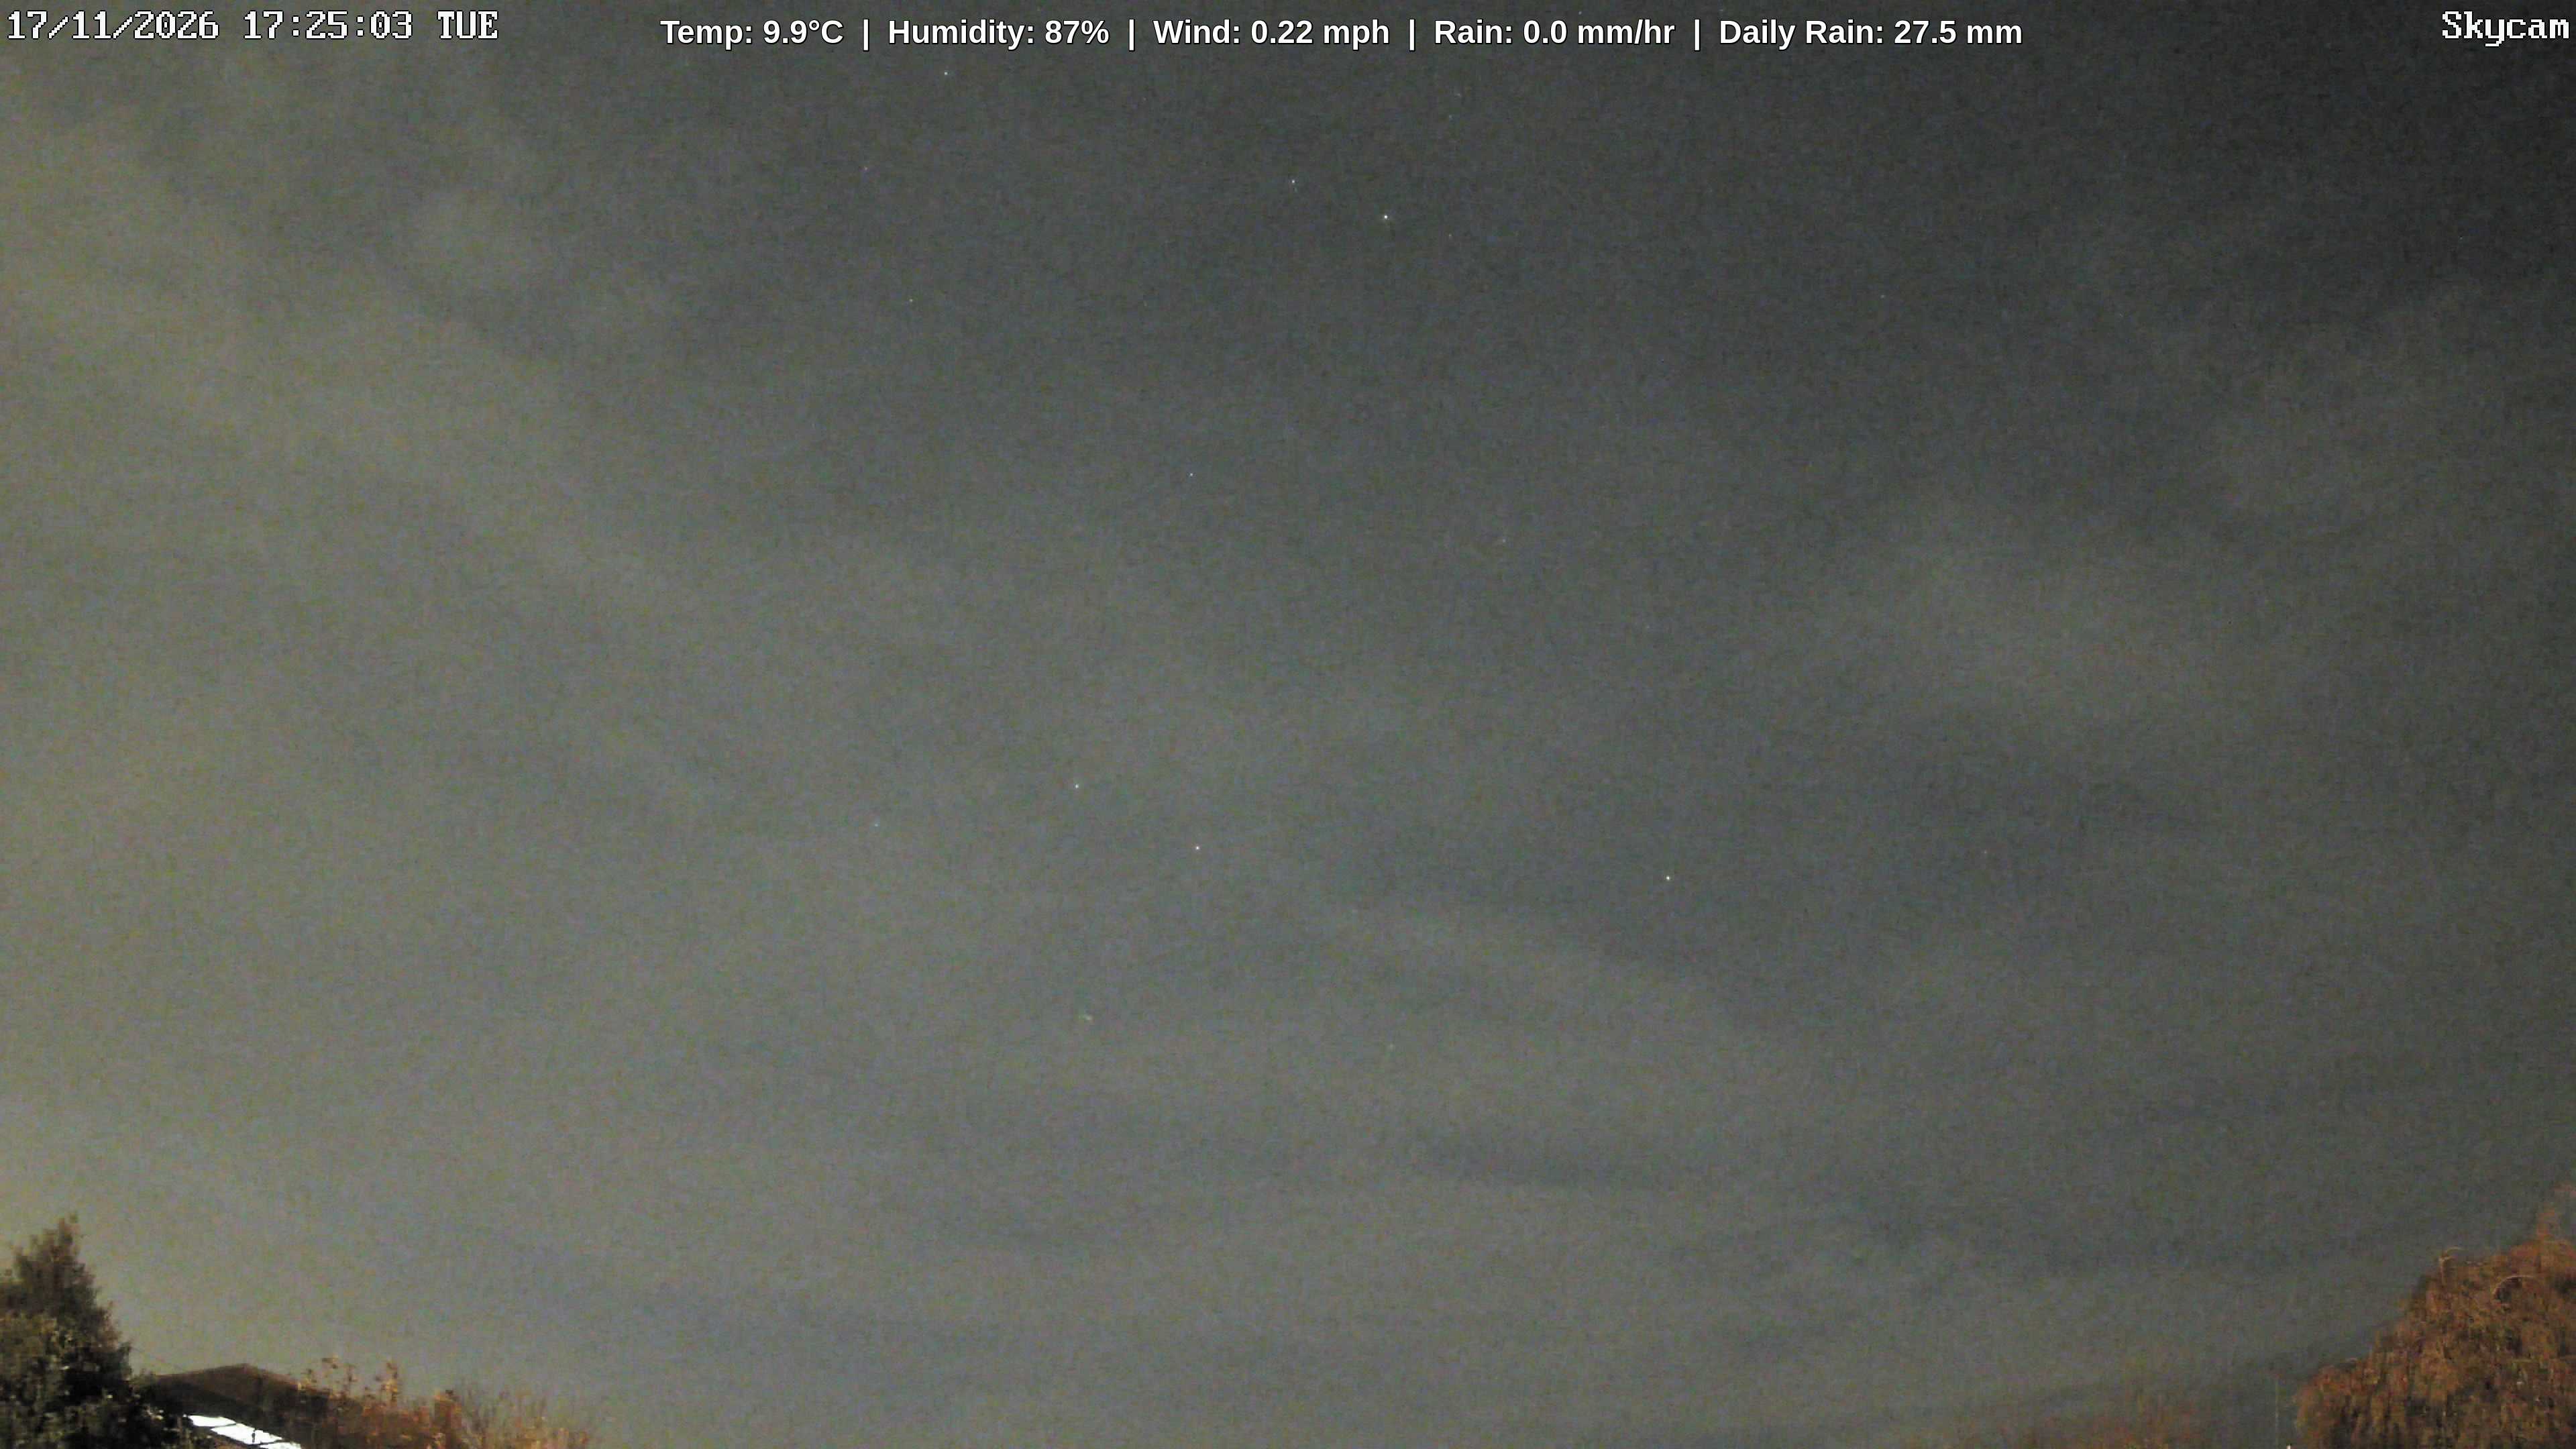 17/11/2026 17:25:03 TUE
Temp: 9.9°C | Humidity: 87% | Wind: 0.22 mph | Rain: 0.0 mm/hr | Daily Rain: 27.5 mm
Skycam